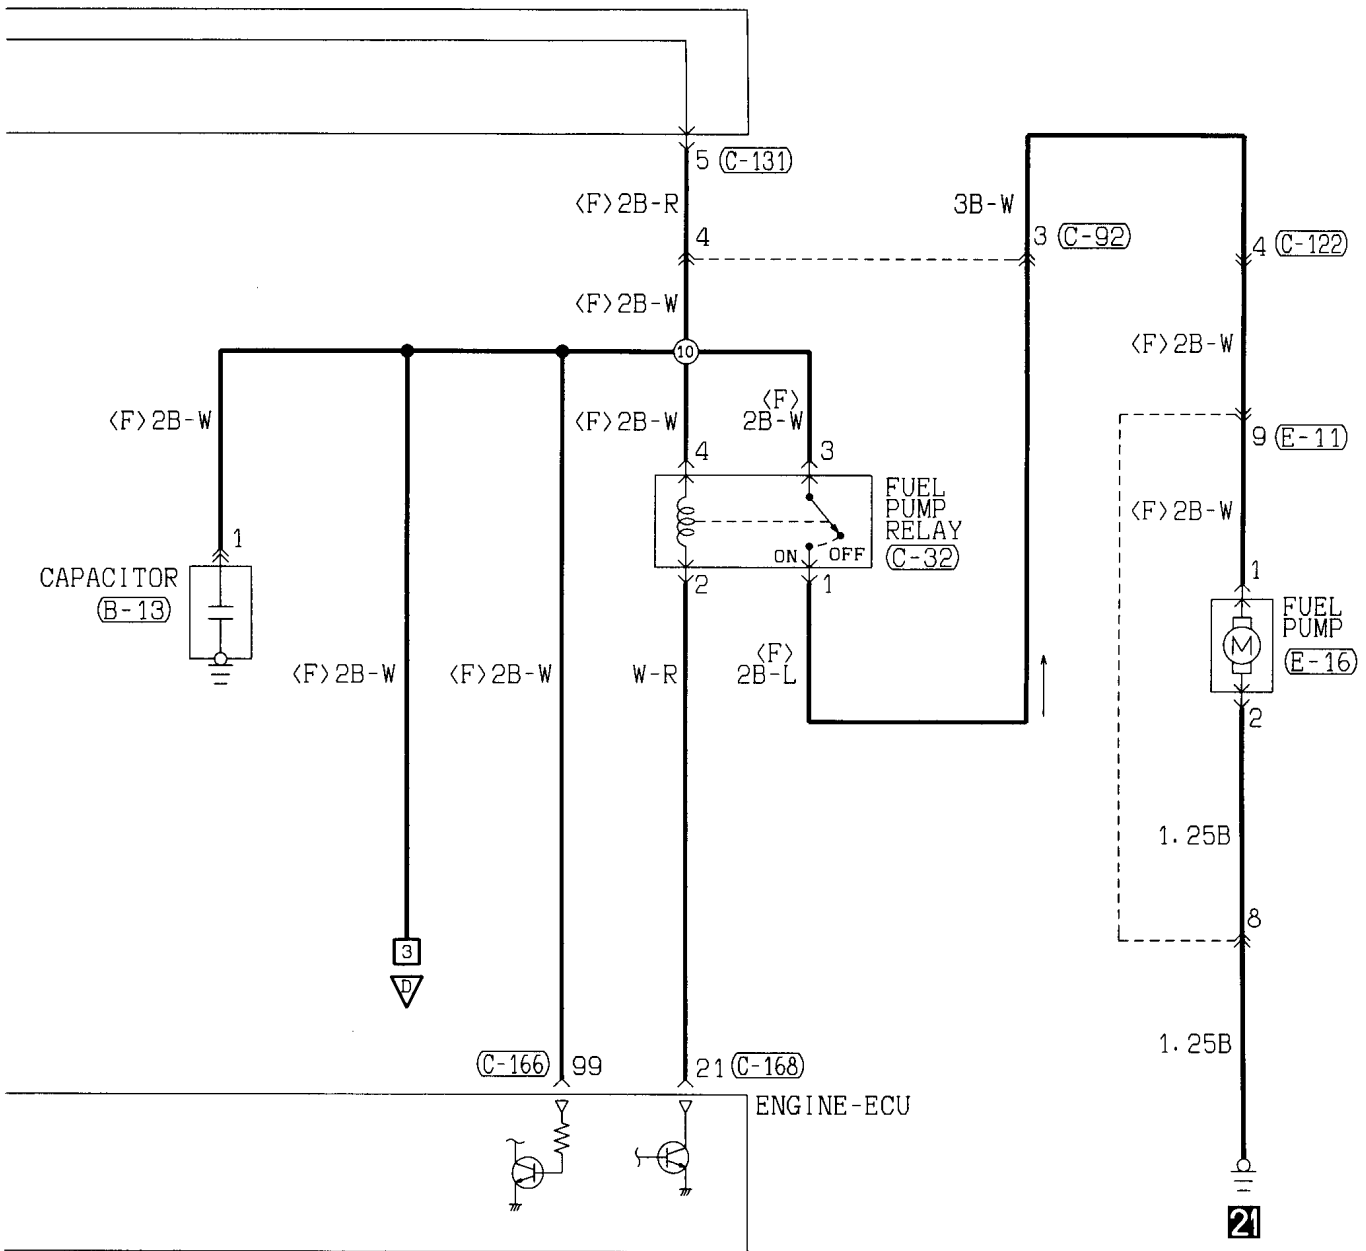 5 (C-131)
<F>2B-R
3B-W
4
3 (C-92)
4 (C-122)
<F>2B-W
<F>2B-W
10
<F>2B-W
<F>2B-W
<F>
2B-W
9 (E-11)
4
3
FUEL
PUMP
RELAY
(C-32)
ON
OFF
<F>2B-W
1
CAPACITOR
(B-13)
2
1
1
FUEL
PUMP
(E-16)
M
<F>2B-W
<F>2B-W
W-R
<F>
2B-L
2
1.25B
8
3
D
1.25B
(C-166) 99
21 (C-168)
ENGINE-ECU
21